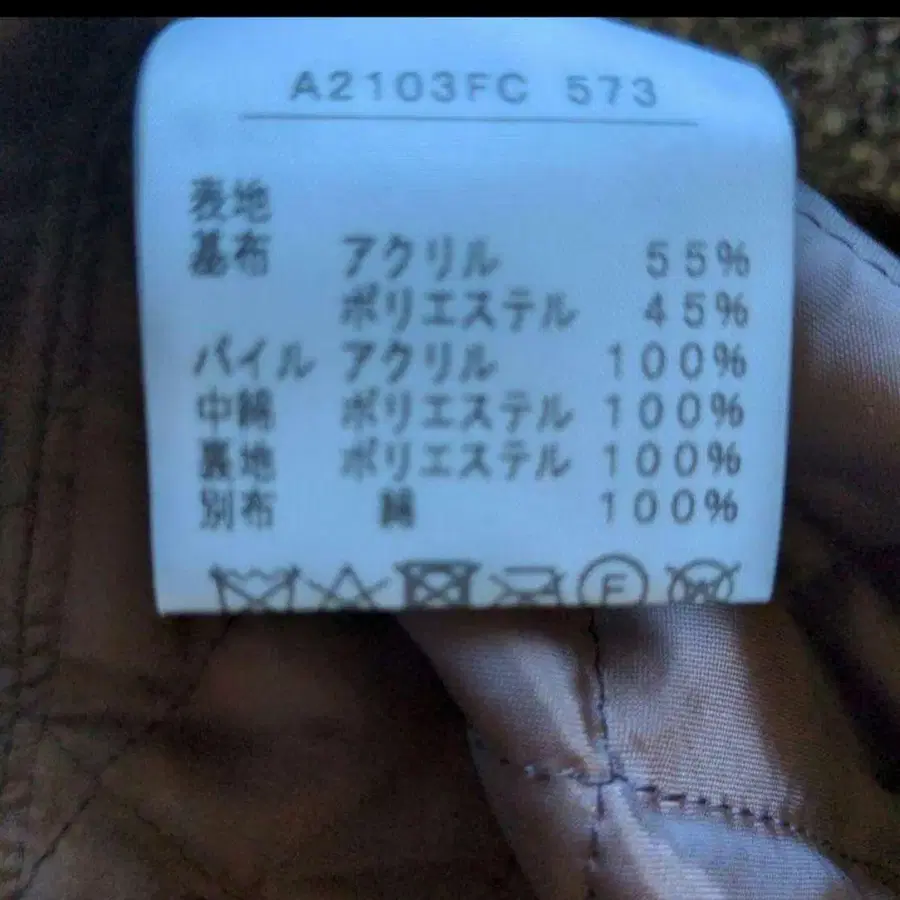 A2103FC 573
表地
基布 アクリル 55%
ポリエステル 45%
パイル アクリル 100%
中綿 ポリエステル 100%
裏地 ポリエステル 100%
別布 綿 100%
F W